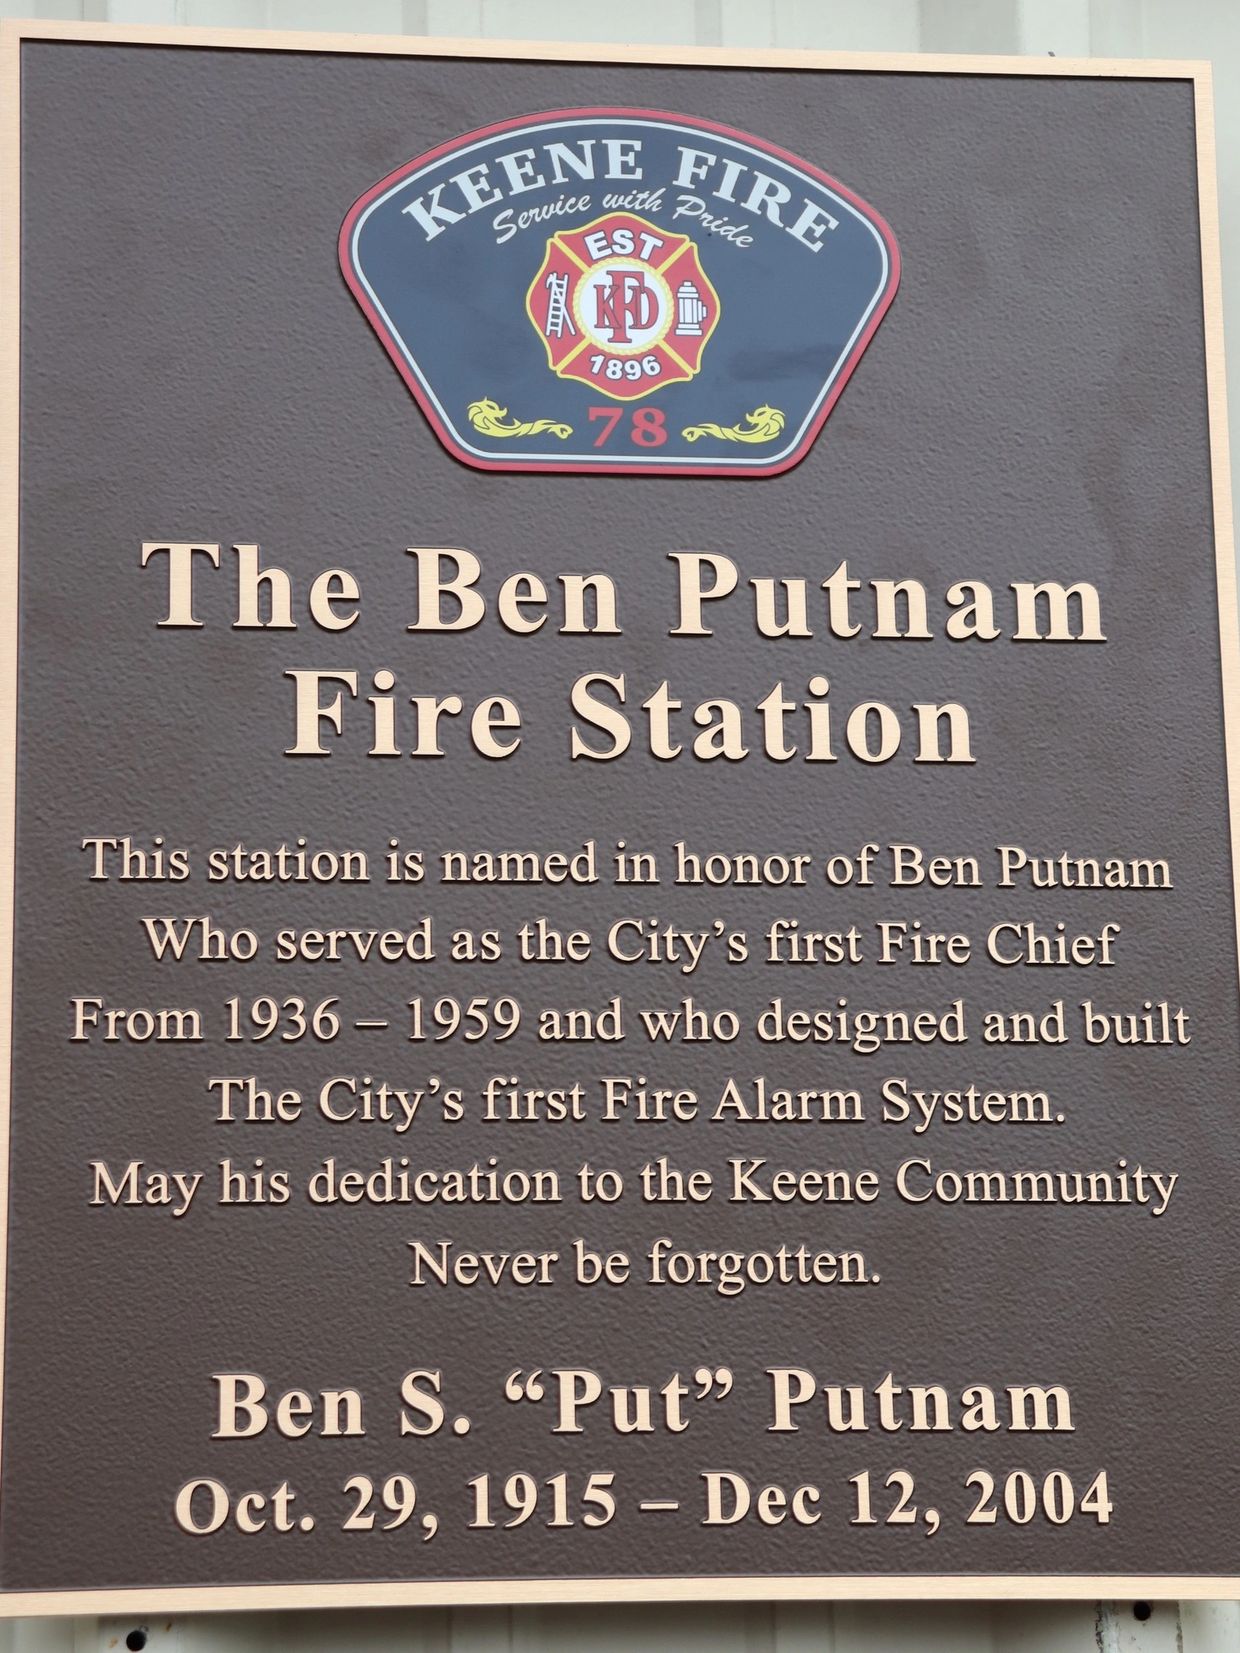 KEENE FIRE
Service with Pride
EST
KFD
1896
78
The Ben Putnam
Fire Station
This station is named in honor of Ben Putnam
Who served as the City’s first Fire Chief
From 1936 – 1959 and who designed and built
The City’s first Fire Alarm System.
May his dedication to the Keene Community
Never be forgotten.
Ben S. “Put” Putnam
Oct. 29, 1915 – Dec 12, 2004